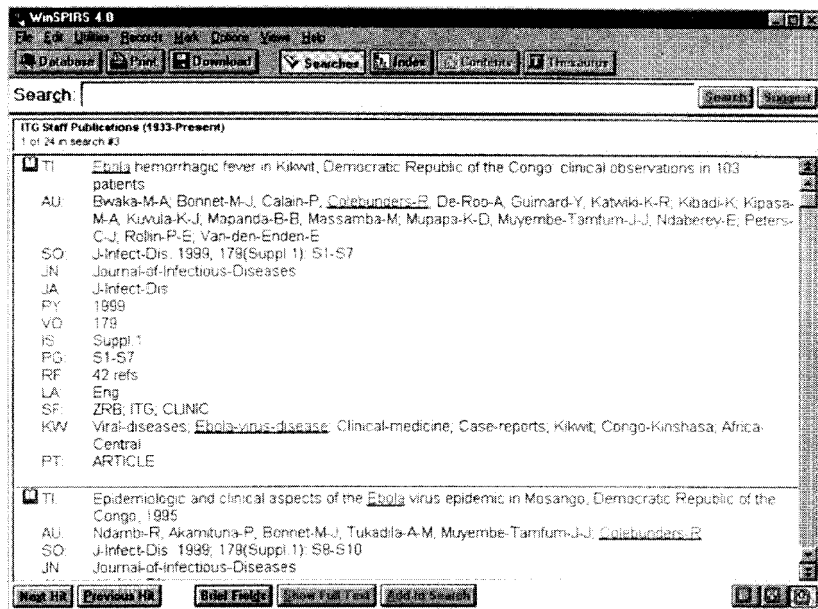 WinSPIRS 4.0
File Edit Utilities Records Mark Options Views Help
Database Print Download Searches Index Contents Thesaurus
Search: Search Suggest
ITG Staff Publications (1933-Present)
1 of 24 in search #3
TI: Ebola hemorrhagic fever in Kikwit, Democratic Republic of the Congo: clinical observations in 103
patients
AU: Bwaka-M-A; Bonnet-M-J; Calain-P; Colebunders-R; De-Roo-A; Guimard-Y; Katwiki-K-R; Kibadi-K; Kipasa-
M-A; Kuvula-K-J; Mapanda-B-B; Massamba-M; Mupapa-K-D; Muyembe-Tamfum-J-J; Ndaberey-E; Peters-
C-J; Rollin-P-E; Van-den-Enden-E
SO: J-Infect-Dis. 1999; 179(Suppl.1): S1-S7
JN: Journal-of-Infectious-Diseases
JA: J-Infect-Dis
PY: 1999
VO: 179
IS: Suppl.1
PG: S1-S7
RF: 42 refs
LA: Eng
SF: ZRB; ITG; CLINIC
KW: Viral-diseases; Ebola-virus-disease; Clinical-medicine; Case-reports; Kikwit; Congo-Kinshasa; Africa-
Central
PT: ARTICLE
TI: Epidemiologic and clinical aspects of the Ebola virus epidemic in Mosango, Democratic Republic of the
Congo, 1995
AU: Ndambi-R; Akamituna-P; Bonnet-M-J; Tukadila-A-M; Muyembe-Tamfum-J-J; Colebunders-R
SO: J-Infect-Dis. 1999; 179(Suppl.1): S8-S10
JN: Journal-of-Infectious-Diseases
Next Hit Previous Hit Brief Fields Show Full Text Add to Search